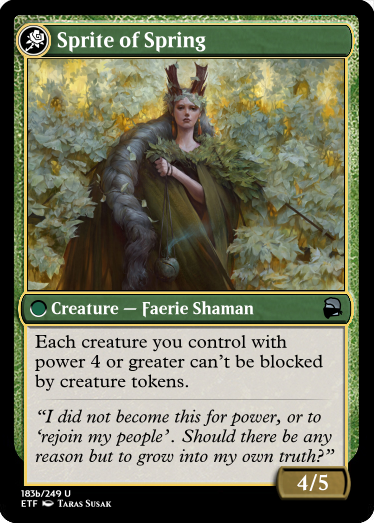 Sprite of Spring
Creature — Faerie Shaman
Each creature you control with
power 4 or greater can't be blocked
by creature tokens.
“I did not become this for power, or to
‘rejoin my people’. Should there be any
reason but to grow into my own truth?”
4/5
183b/249 U
ETF Taras Susak